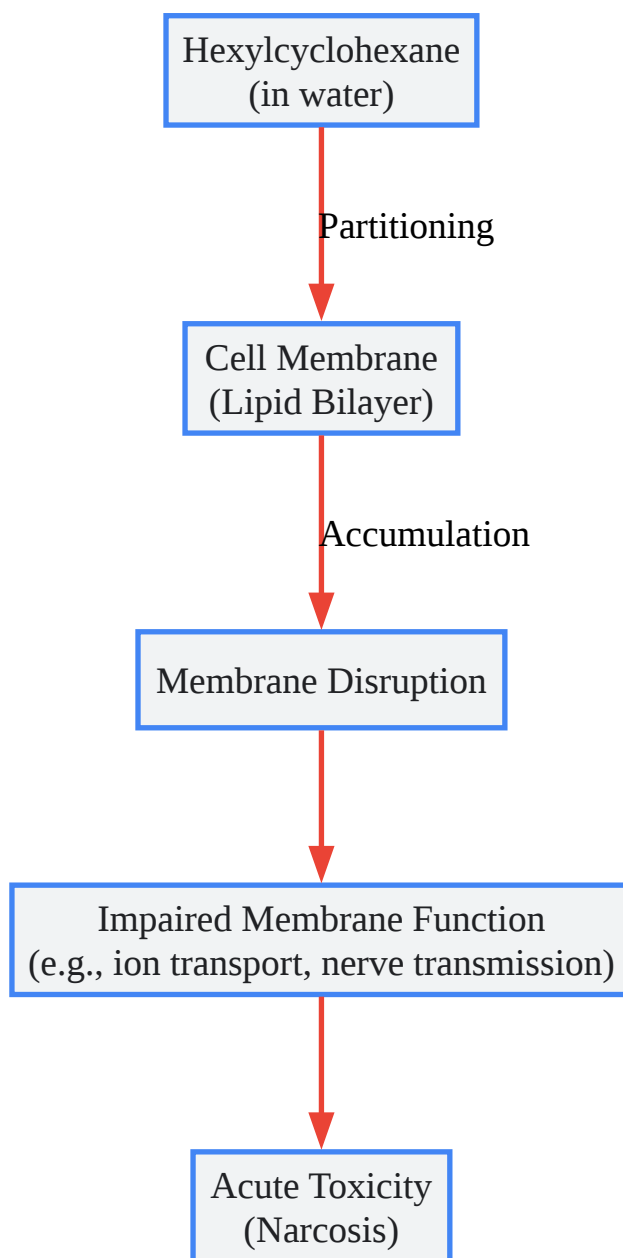 Hexylcyclohexane
(in water)
Partitioning
Cell Membrane
(Lipid Bilayer)
Accumulation
Membrane Disruption
Impaired Membrane Function
(e.g., ion transport, nerve transmission)
Acute Toxicity
(Narcosis)